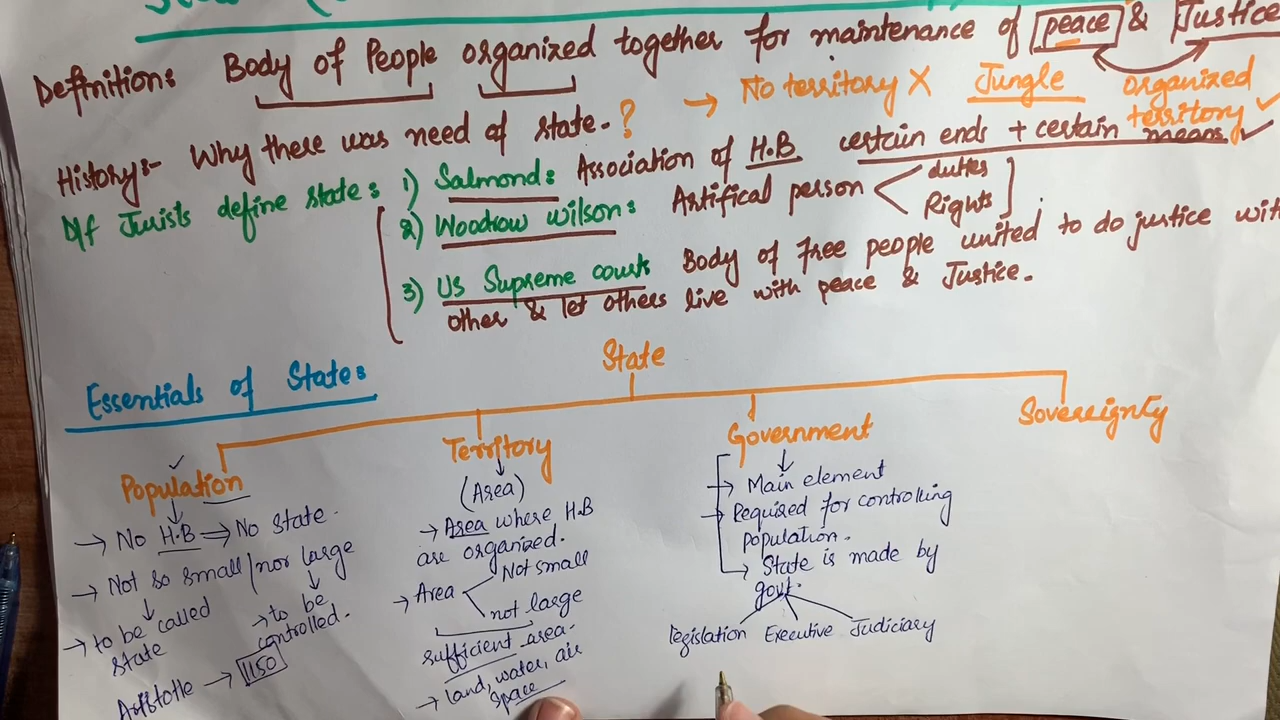 Definition: Body of People organized together for maintenance of peace & Justice
→ No territory X Jungle organized territory ✓
History:- Why there was need of state.?
Diff Jurists define state: 1) Salmond: Association of H.B certain ends + certain means ✓
2) Woodrow wilson: Artifical person duties Rights
3) US Supreme court Body of free people united to do justice with
other & let others live with peace & Justice.
Essentials of State:
State
Population
→ No H.B ⇒ No state.
→ Not so small / nor large
→ to be called state
→ to be controlled.
Aristotle → 1150
Territory
(Area)
→ Area where H.B
are organized.
→ Area Not small
not large
sufficient area.
→ land, water, air
space
Government
→ Main element
→ Required for controlling
population.
→ State is made by
govt.
legislation Executive Judiciary
Sovereignty